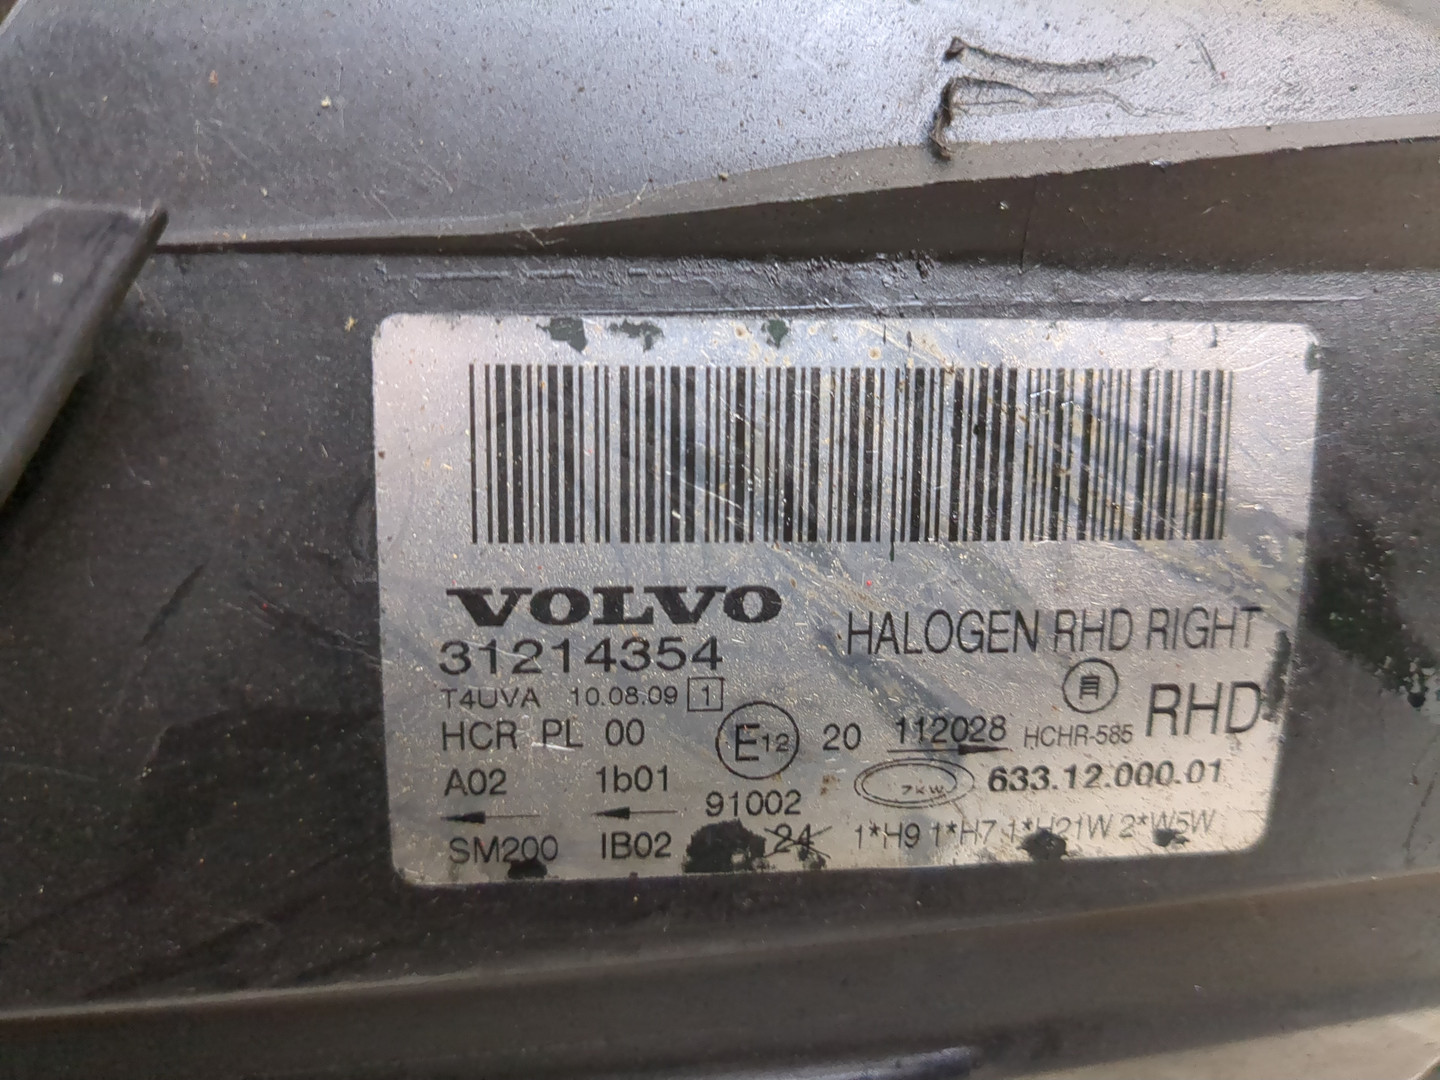 VOLVO
31214354
HALOGEN RHD RIGHT
T4UVA 10.08.09 1
HCR PL 00
E12 20 112028 HCHR-585 RHD
A02 1b01 91002
ZKW 633.12.000.01
SM200 IB02 24
1*H9 1*H7 1*H21W 2*W5W